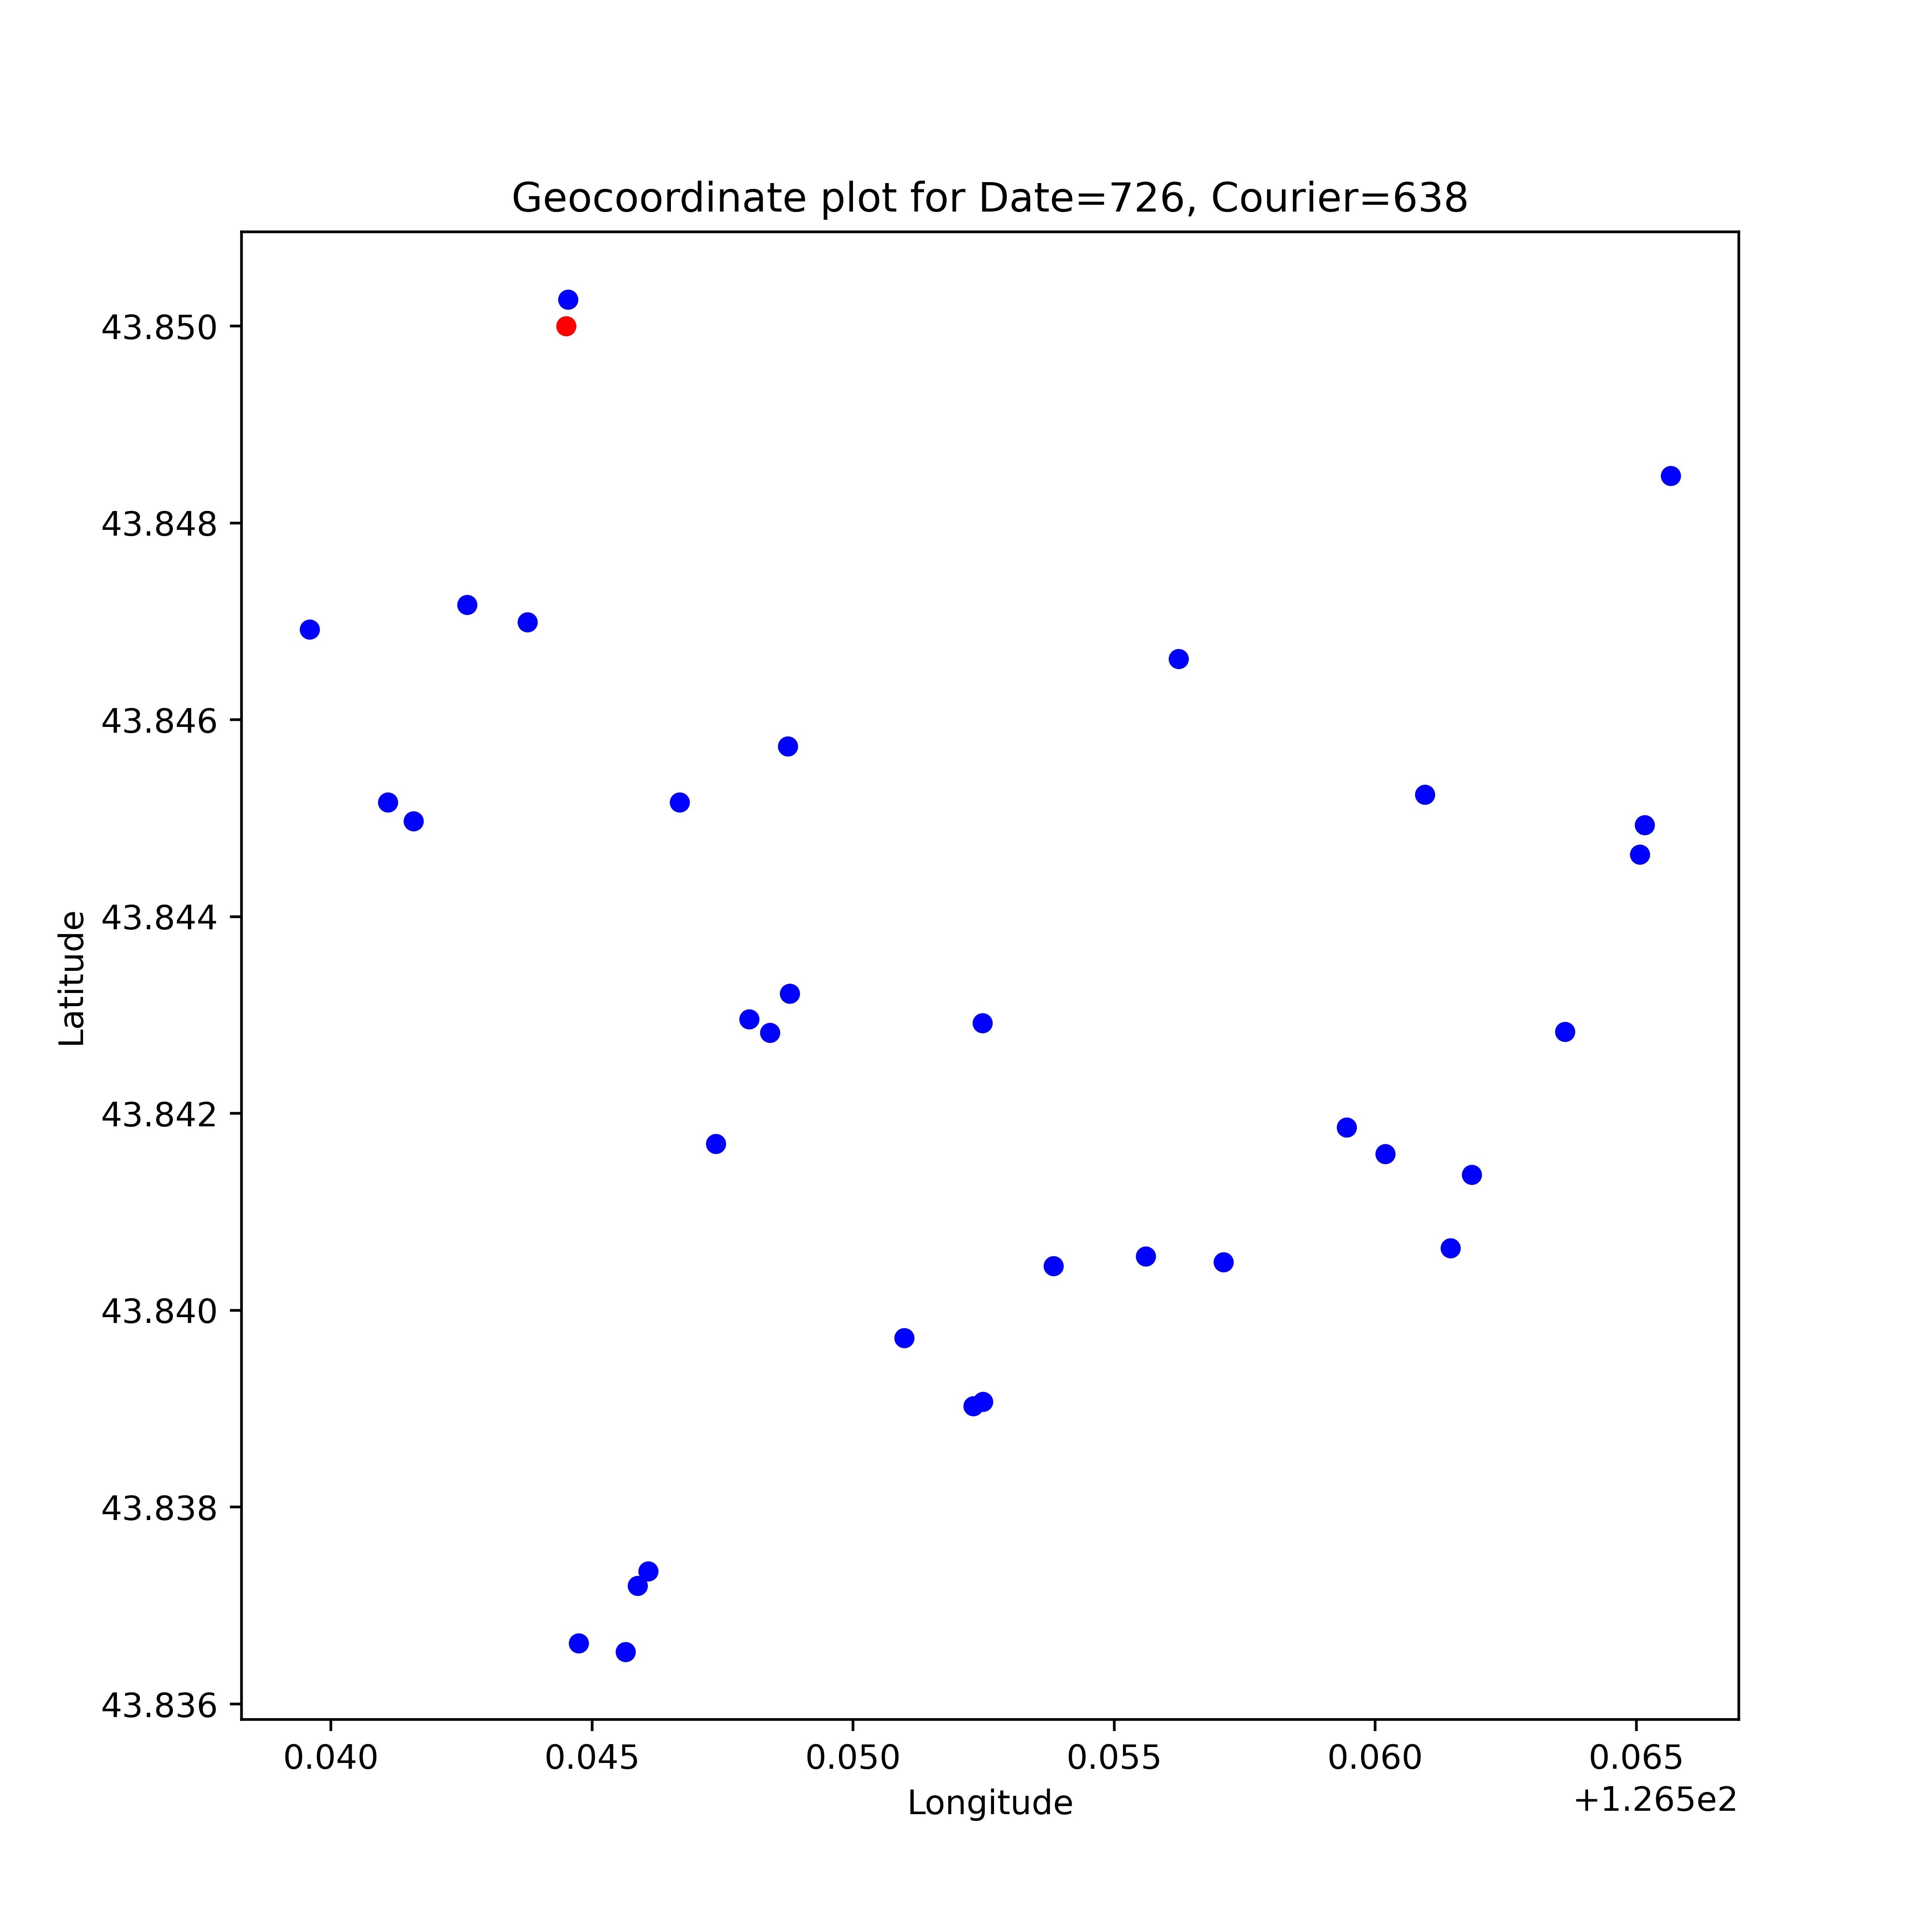 Geocoordinate plot for Date=726, Courier=638
43.850
43.848
43.846
43.844
43.842
43.840
43.838
43.836
Latitude
0.040 0.045 0.050 0.055 0.060 0.065
+1.265e2
Longitude